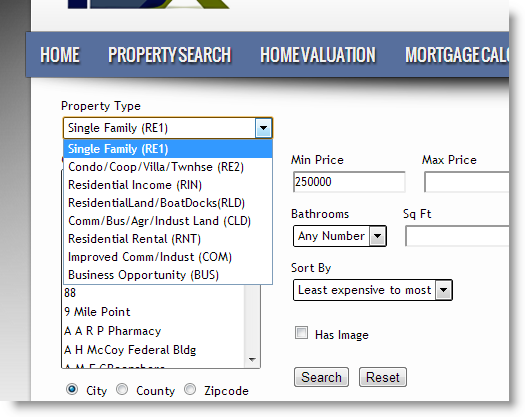 HOME PROPERTY SEARCH HOME VALUATION MORTGAGE CALC
Property Type
Single Family (RE1)
Single Family (RE1)
Condo/Coop/Villa/Twnhse (RE2)
Residential Income (RIN)
ResidentialLand/BoatDocks(RLD)
Comm/Bus/Agr/Indust Land (CLD)
Residential Rental (RNT)
Improved Comm/Indust (COM)
Business Opportunity (BUS)
88
9 Mile Point
A A R P Pharmacy
A H McCoy Federal Bldg
City County Zipcode
Min Price Max Price
250000
Bathrooms Sq Ft
Any Number
Sort By
Least expensive to most
Has Image
Search Reset